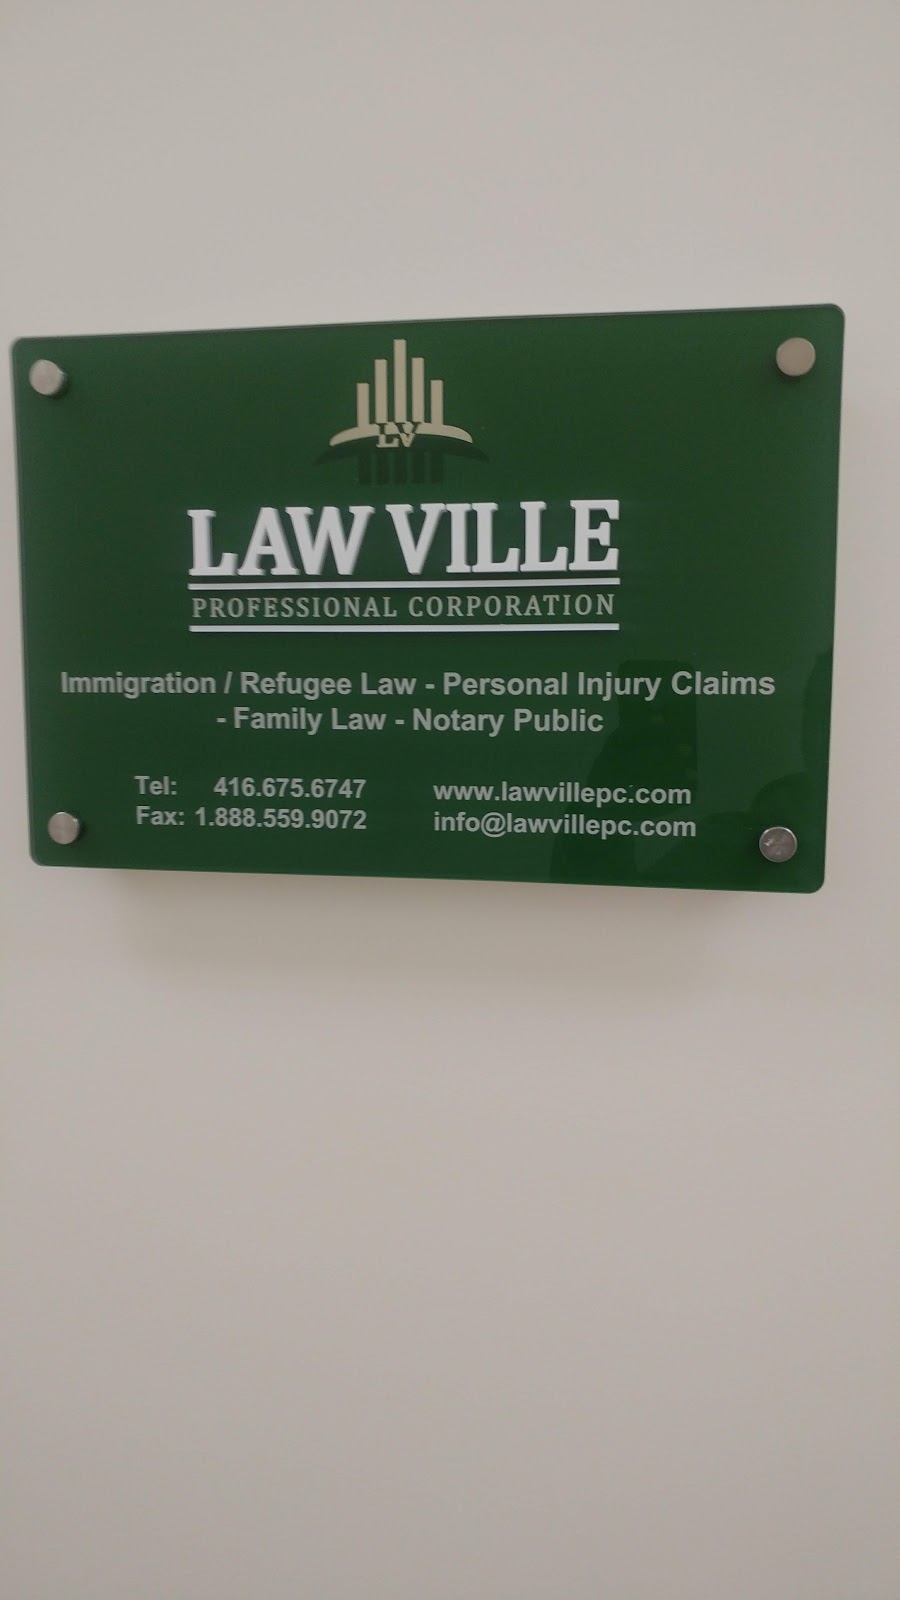 LV
LAW VILLE
PROFESSIONAL CORPORATION
Immigration / Refugee Law - Personal Injury Claims
- Family Law - Notary Public
Tel: 416.675.6747
Fax: 1.888.559.9072
www.lawvillepc.com
info@lawvillepc.com